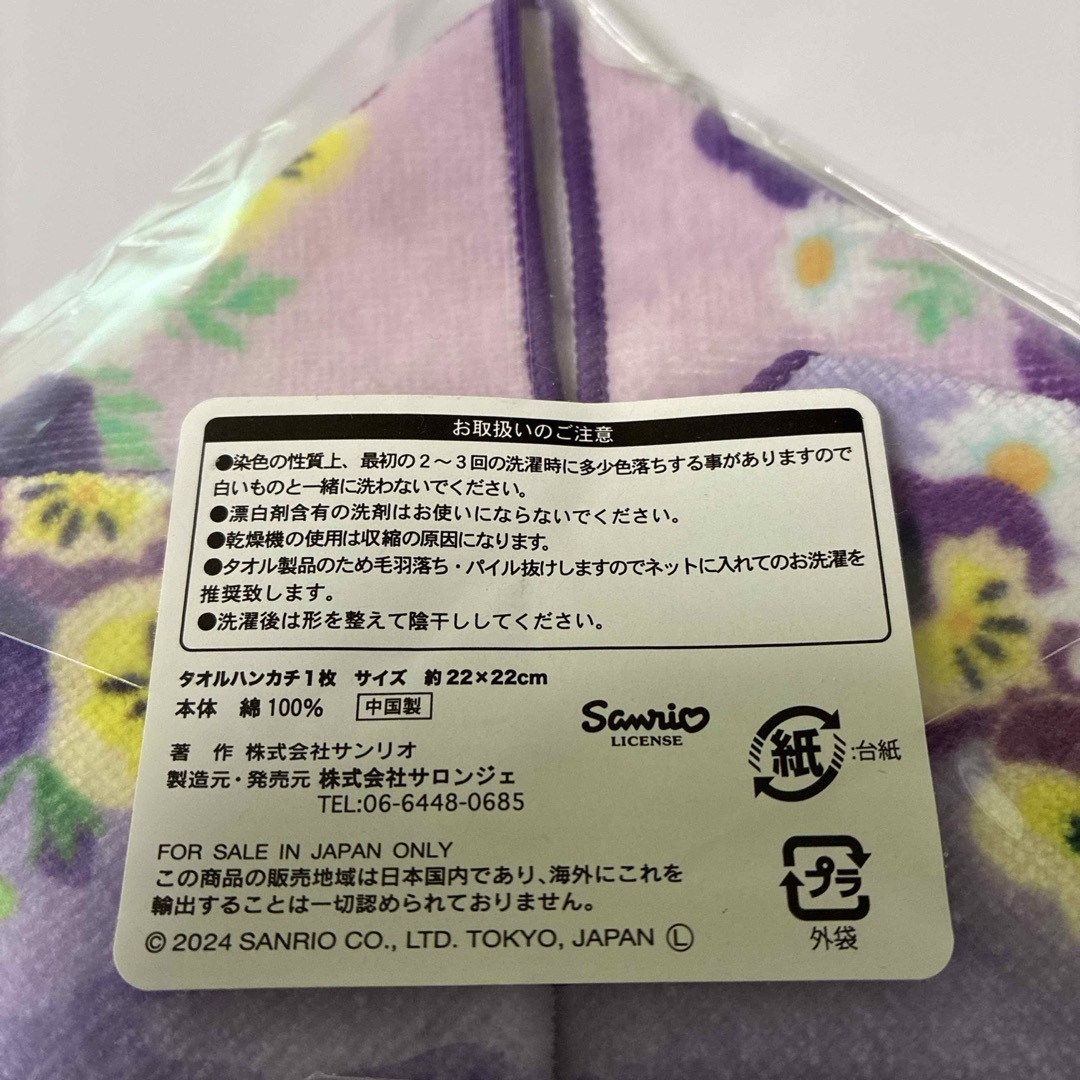 お取扱いのご注意
●染色の性質上、最初の2～3回の洗濯時に多少色落ちする事がありますので
白いものと一緒に洗わないでください。
●漂白剤含有の洗剤はお使いにならないでください。
●乾燥機の使用は収縮の原因になります。
●タオル製品のため毛羽落ち・パイル抜けしますのでネットに入れてのお洗濯を
推奨致します。
●洗濯後は形を整えて陰干ししてください。
タオルハンカチ1枚 サイズ 約22×22cm
本体 綿100% 中国製
著 作 株式会社サンリオ
製造元・発売元 株式会社サロンジェ
TEL:06-6448-0685
Sanrio
LICENSE
紙 :台紙
FOR SALE IN JAPAN ONLY
この商品の販売地域は日本国内であり、海外にこれを
輸出することは一切認められておりません。
© 2024 SANRIO CO., LTD. TOKYO, JAPAN Ⓛ
プラ
外袋